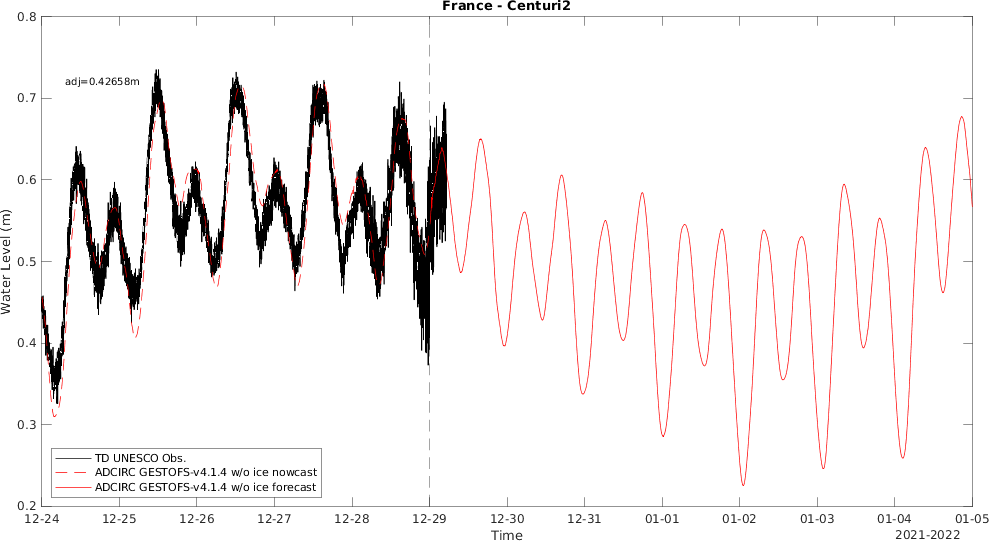 France - Centuri2
0.8
0.7
0.6
0.5
0.4
0.3
0.2
Water Level (m)
adj=0.42658m
TD UNESCO Obs.
ADCIRC GESTOFS-v4.1.4 w/o ice nowcast
ADCIRC GESTOFS-v4.1.4 w/o ice forecast
12-24 12-25 12-26 12-27 12-28 12-29 12-30 12-31 01-01 01-02 01-03 01-04 01-05
Time
2021-2022